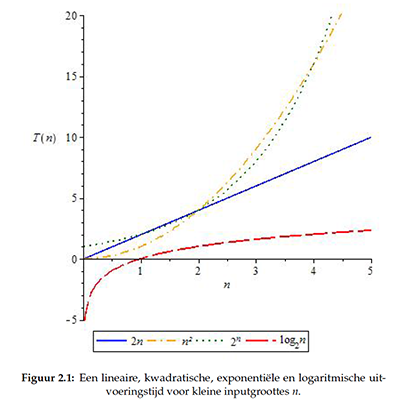 20
15
T(n) 10
5
0
1 2 3 4 5
n
-5
2n n² 2ⁿ log₂n
Figuur 2.1: Een lineaire, kwadratische, exponentiële en logaritmische uit-
voeringstijd voor kleine inputgroottes n.